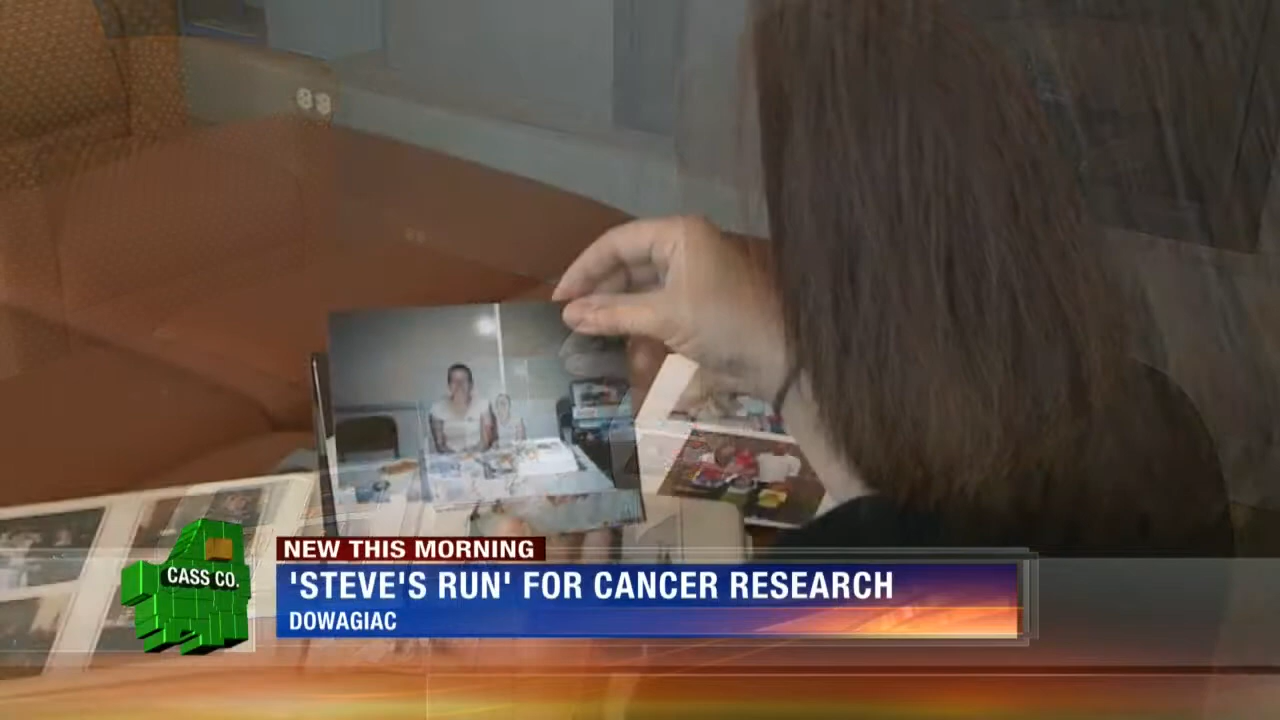 CASS CO.
NEW THIS MORNING
'STEVE'S RUN' FOR CANCER RESEARCH
DOWAGIAC